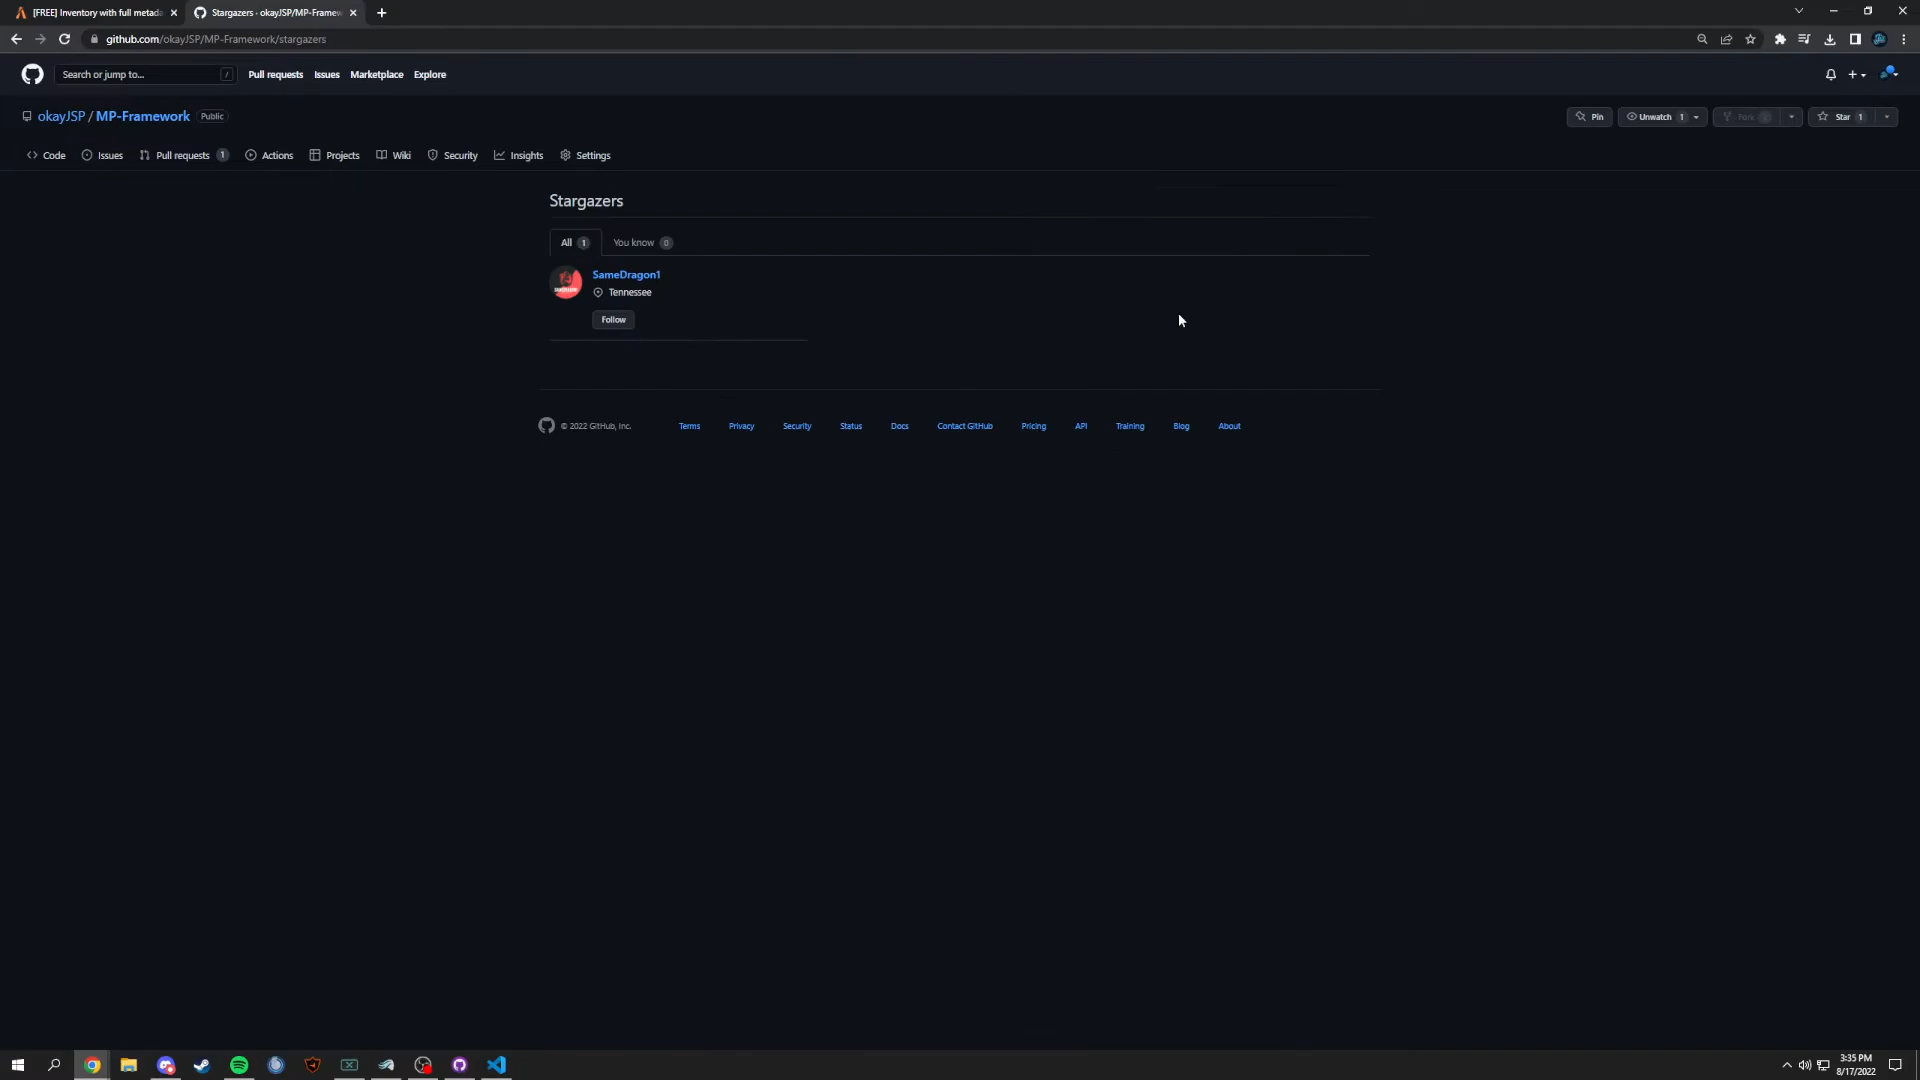 [FREE] Inventory with full metada
Stargazers · okayJSP/MP-Framew
github.com/okayJSP/MP-Framework/stargazers
Search or jump to... /
Pull requests Issues Marketplace Explore
okayJSP / MP-Framework Public
Pin
Unwatch 1
Fork
Star 1
Code Issues Pull requests 1 Actions Projects Wiki Security Insights Settings
Stargazers
All 1 You know 0
SameDragon1
Tennessee
Follow
© 2022 GitHub, Inc. Terms Privacy Security Status Docs Contact GitHub Pricing API Training Blog About
3:35 PM
8/17/2022